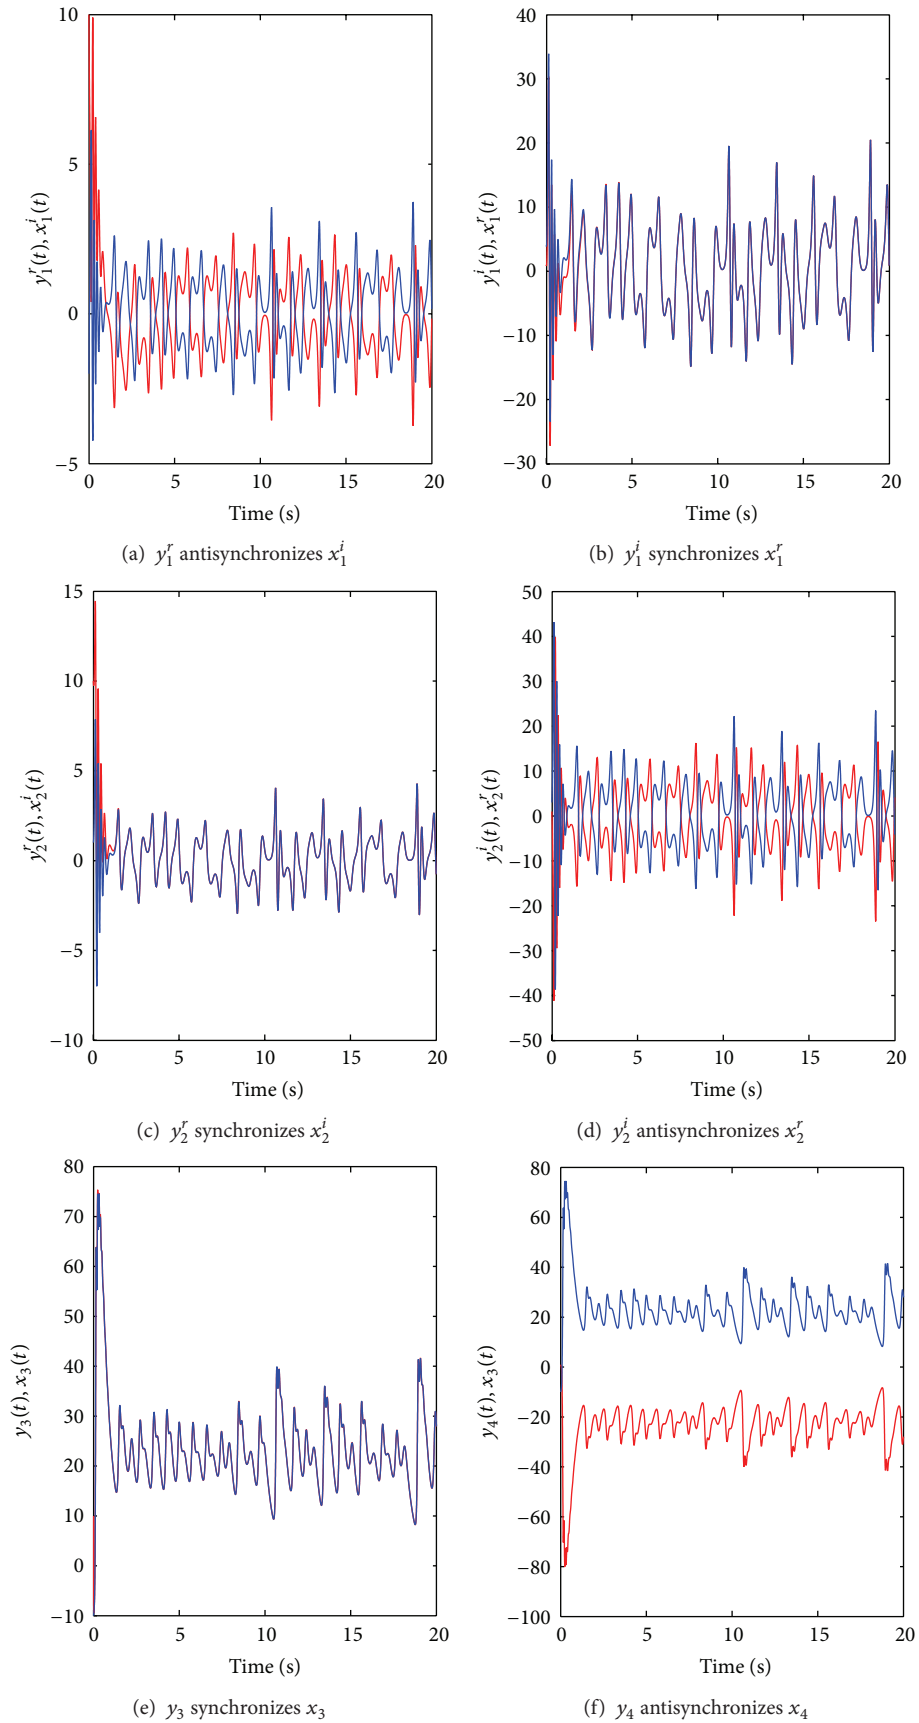 10
5
0
−5
0 5 10 15 20
y₁ʳ(t), x₁ⁱ(t)
Time (s)
(a) y₁ʳ antisynchronizes x₁ⁱ
40
30
20
10
0
−10
−20
−30
0 5 10 15 20
y₁ⁱ(t), x₁ʳ(t)
Time (s)
(b) y₁ⁱ synchronizes x₁ʳ
15
10
5
0
−5
−10
0 5 10 15 20
y₂ʳ(t), x₂ⁱ(t)
Time (s)
(c) y₂ʳ synchronizes x₂ⁱ
50
40
30
20
10
0
−10
−20
−30
−40
−50
0 5 10 15 20
y₂ⁱ(t), x₂ʳ(t)
Time (s)
(d) y₂ⁱ antisynchronizes x₂ʳ
80
70
60
50
40
30
20
10
0
−10
0 5 10 15 20
y₃(t), x₃(t)
Time (s)
(e) y₃ synchronizes x₃
80
60
40
20
0
−20
−40
−60
−80
−100
0 5 10 15 20
y₄(t), x₃(t)
Time (s)
(f) y₄ antisynchronizes x₄